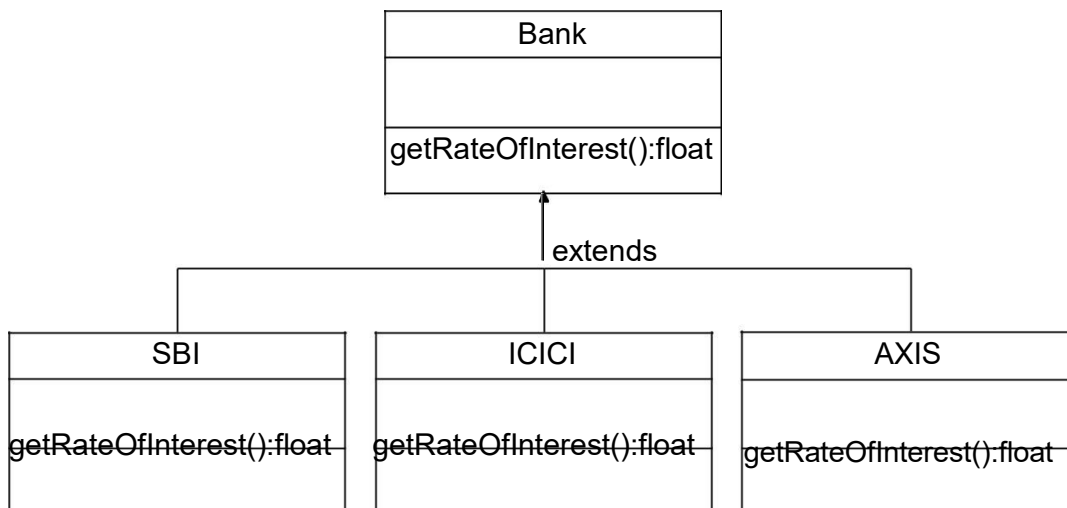 Bank
getRateOfInterest():float
extends
SBI
ICICI
AXIS
getRateOfInterest():float
getRateOfInterest():float
getRateOfInterest():float